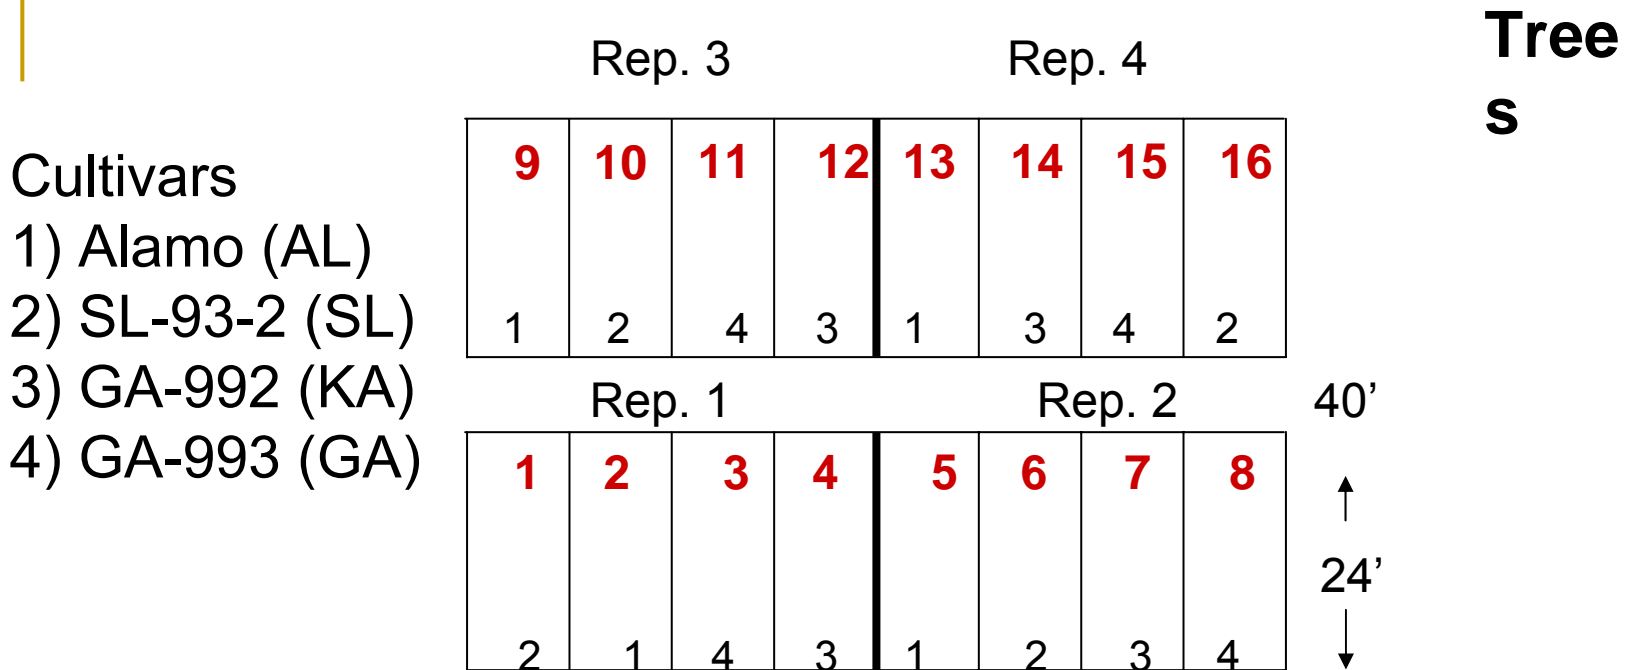 Tree
s
Rep. 3 Rep. 4
Cultivars
1) Alamo (AL)
2) SL-93-2 (SL)
3) GA-992 (KA)
4) GA-993 (GA)
9 10 11 12 13 14 15 16
1 2 4 3 1 3 4 2
Rep. 1 Rep. 2 40’
1 2 3 4 5 6 7 8
24’
2 1 4 3 1 2 3 4